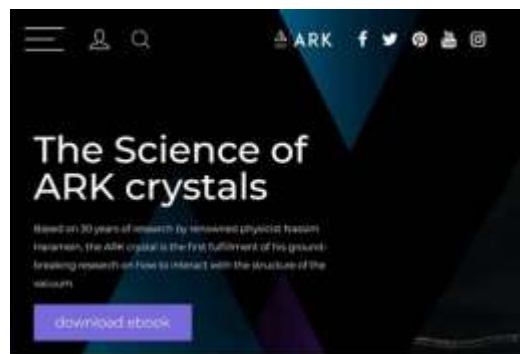 ARK
The Science of
ARK crystals
Based on 30 years of research by renowned physicist Nassim
Haramein, the ARK crystal is the first fulfillment of his ground-
breaking research on how to interact with the structure of the
vacuum.
download ebook